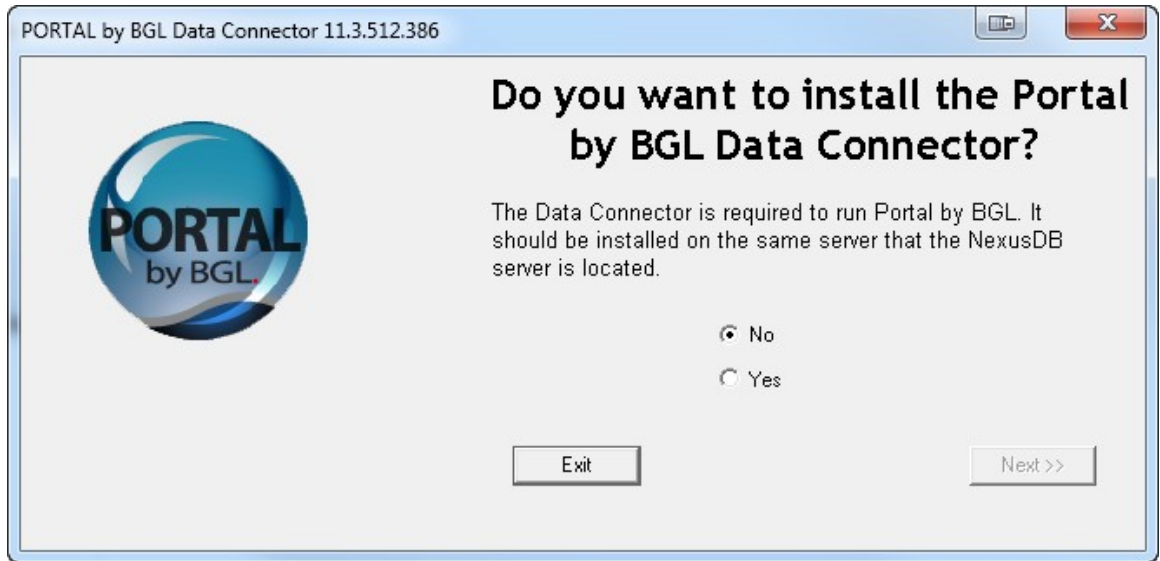 PORTAL by BGL Data Connector 11.3.512.386
Do you want to install the Portal
by BGL Data Connector?
PORTAL
by BGL.
The Data Connector is required to run Portal by BGL. It
should be installed on the same server that the NexusDB
server is located.
No
Yes
Exit
Next >>